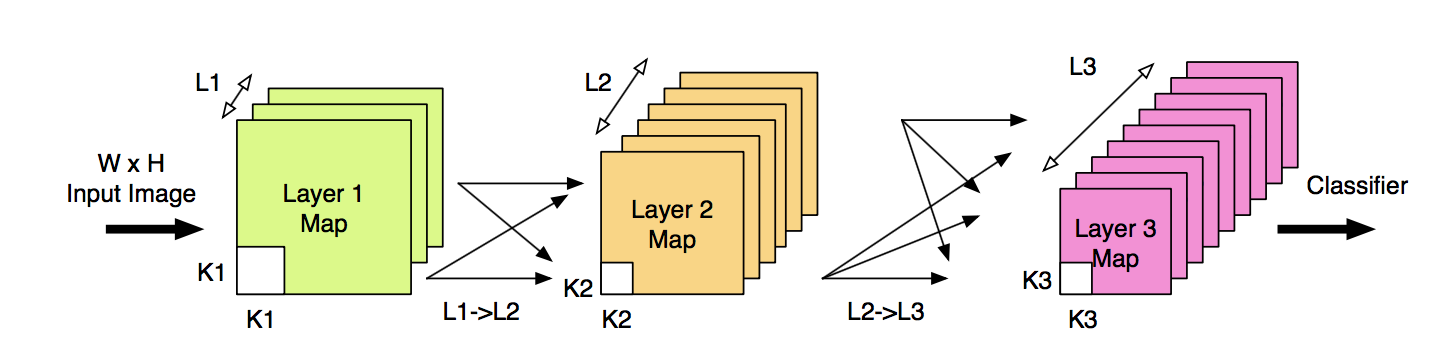 W x H
Input Image
L1
Layer 1
Map
K1
K1
L1->L2
L2
Layer 2
Map
K2
K2
L2->L3
L3
Layer 3
Map
K3
K3
Classifier